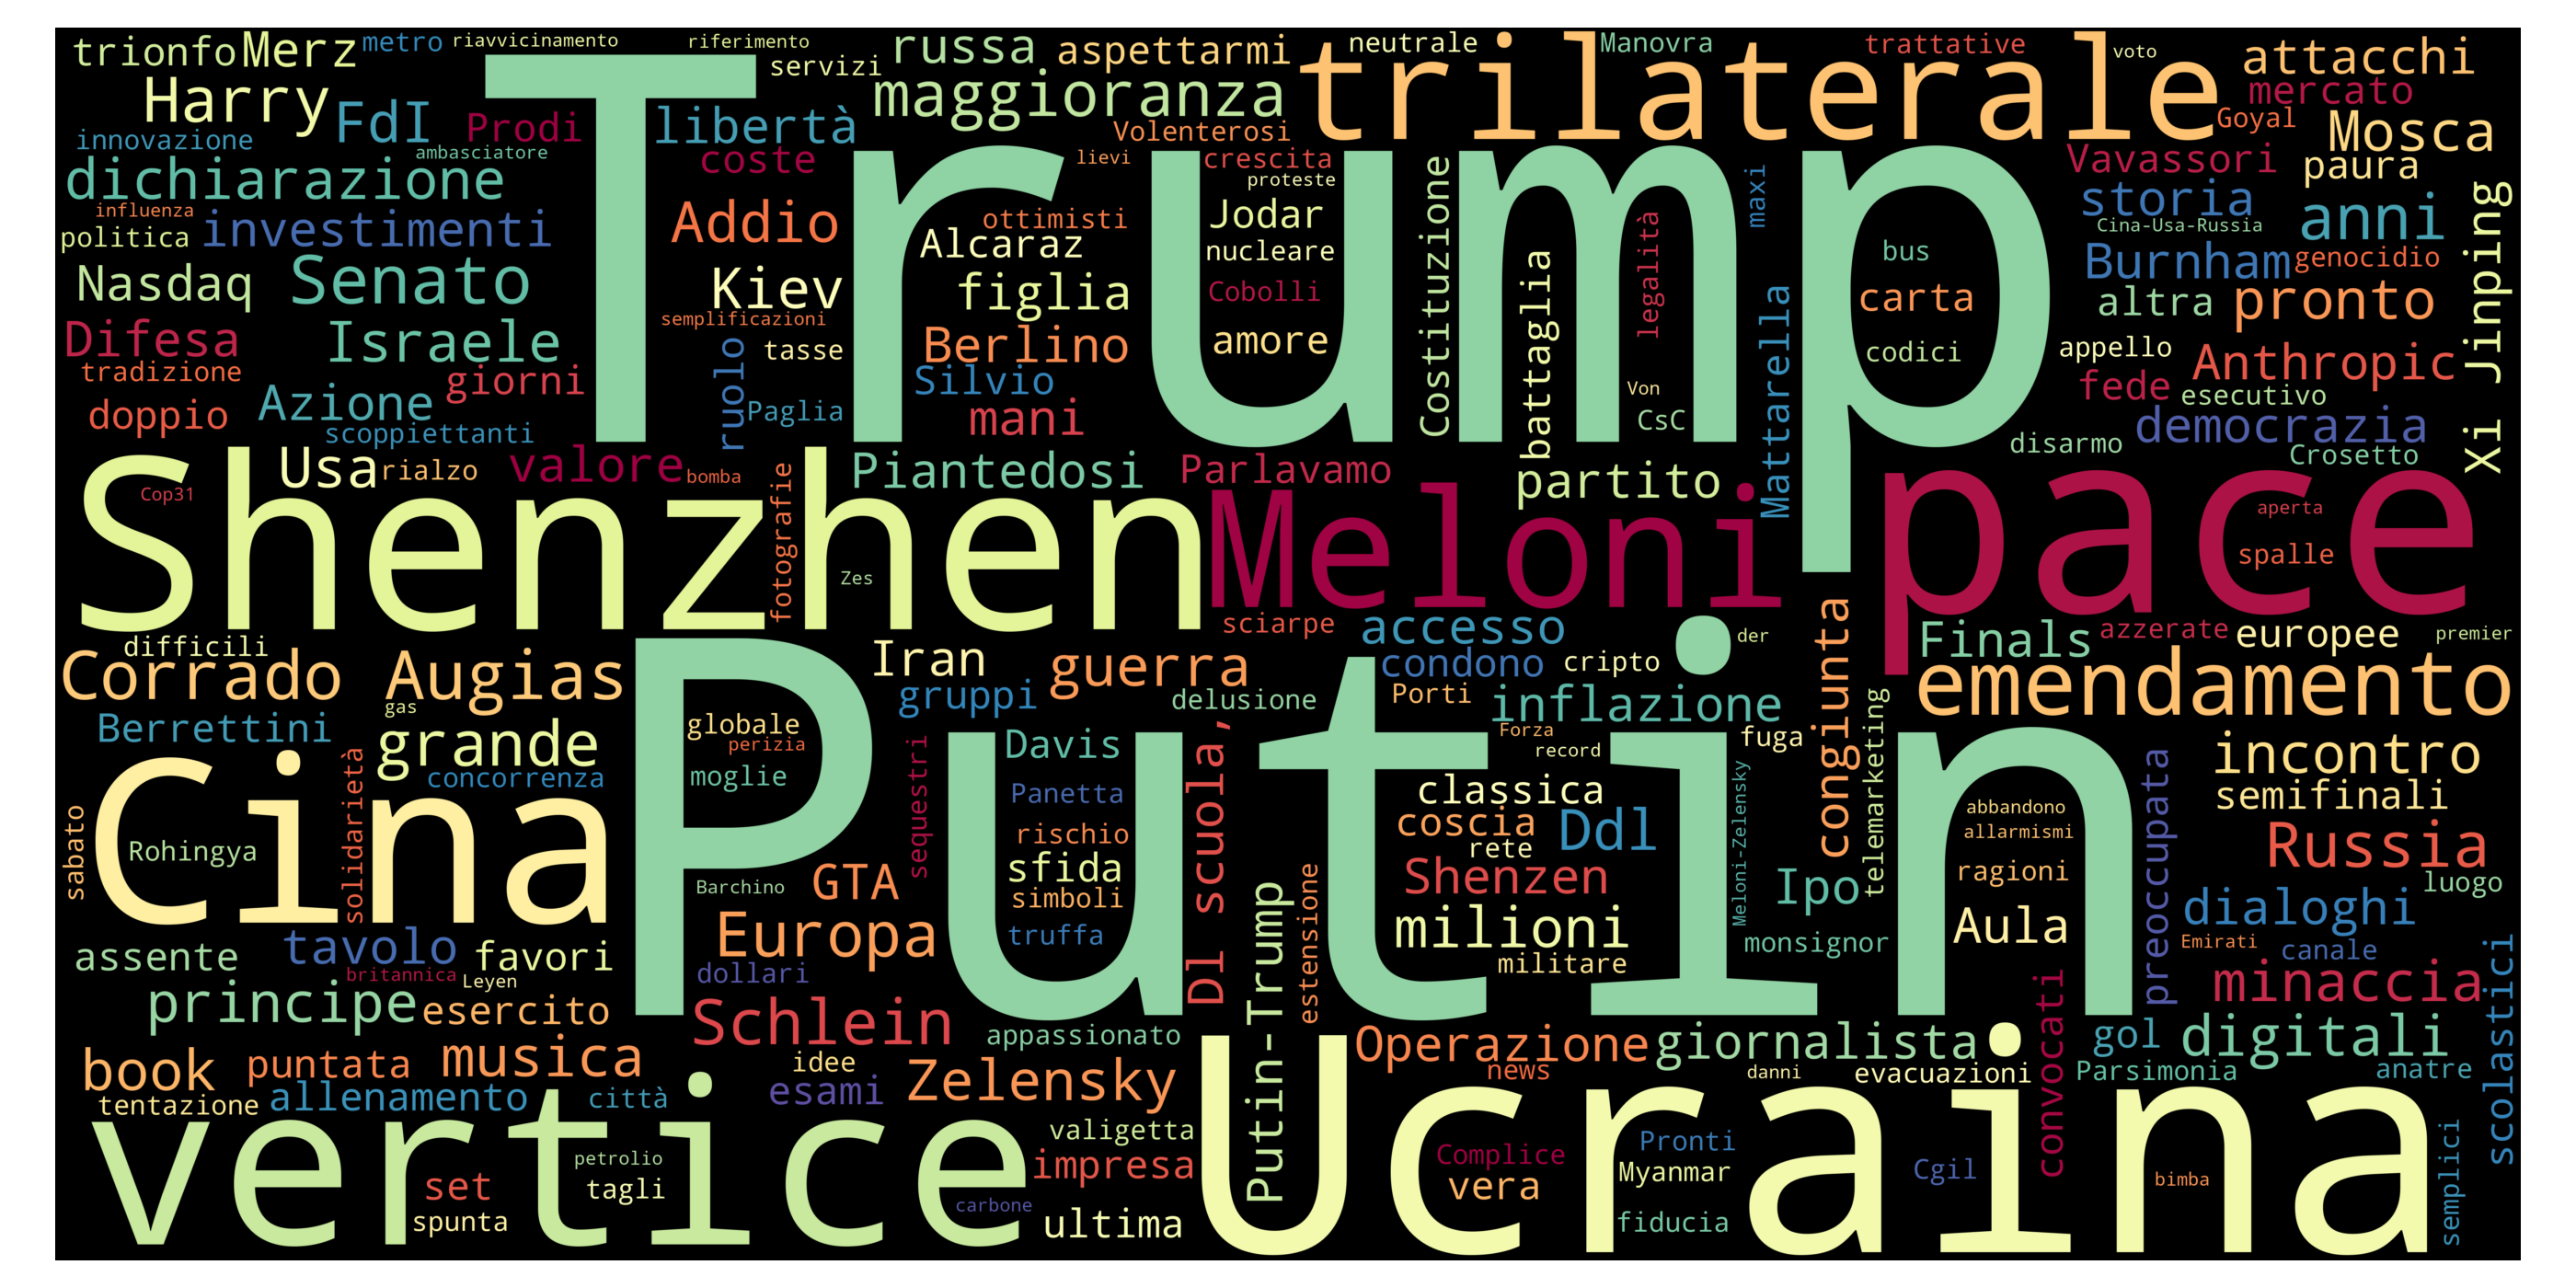 trionfo Merz metro riavvicinamento riferimento servizi russa aspettarmi neutrale Manovra trattative voto attacchi
Harry FdI Prodi libertà maggioranza trilaterale mercato
innovazione ambasciatore coste Volenterosi lievi crescita proteste Goyal Mosca
dichiarazione Trump Vavassori paura
influenza Addio ottimisti Jodar Costituzione legalità maxi storia anni Xi Jinping
politica investimenti Alcaraz nucleare bus Cina-Usa-Russia
Nasdaq Senato Kiev figlia Cobolli battaglia Mattarella carta Burnham genocidio
semplificazioni altra pronto
Difesa Israele ruolo tasse Berlino amore codici appello Anthropic
tradizione giorni Silvio Von fede esecutivo
doppio Azione Paglia mani CsC democrazia
scoppiettanti disarmo Crosetto
Shenzhen Usa rialzo valore bomba Piantedosi Parlavamo partito
Cop31 fotografie Meloni pace aperta
Zes spalle
difficili sciarpe accesso der congiunta Finals azzerate europee premier
Corrado Augias Iran guerra condono cripto emendamento
gas gruppi delusione Porti inflazione telemarketing
Berrettini grande globale Putin Forza fuga incontro
perizia Davis record preoccupata
Cina solidarietà concorrenza moglie sequestri Panetta Dl scuola, classica Meloni-Zelensky abbandono semifinali
sabato Rohingya rischio coscia Ddl allarmismi Russia
GTA sfida rete ragioni
Barchino simboli Shenzen Ipo luogo
tavolo Europa truffa Putin-Trump estensione milioni Aula dialoghi
assente favori monsignor Emirati canale
britannica Leyen dollari militare minaccia scolastici
principe esercito Schlein appassionato Operazione giornalista convocati gol digitali
book puntata musica idee Zelensky news danni evacuazioni Parsimonia anatre
tentazione allenamento città esami
vertice valigetta Ucraina Pronti semplici
petrolio impresa Complice Myanmar Cgil bimba
set tagli vera
spunta carbone ultima fiducia